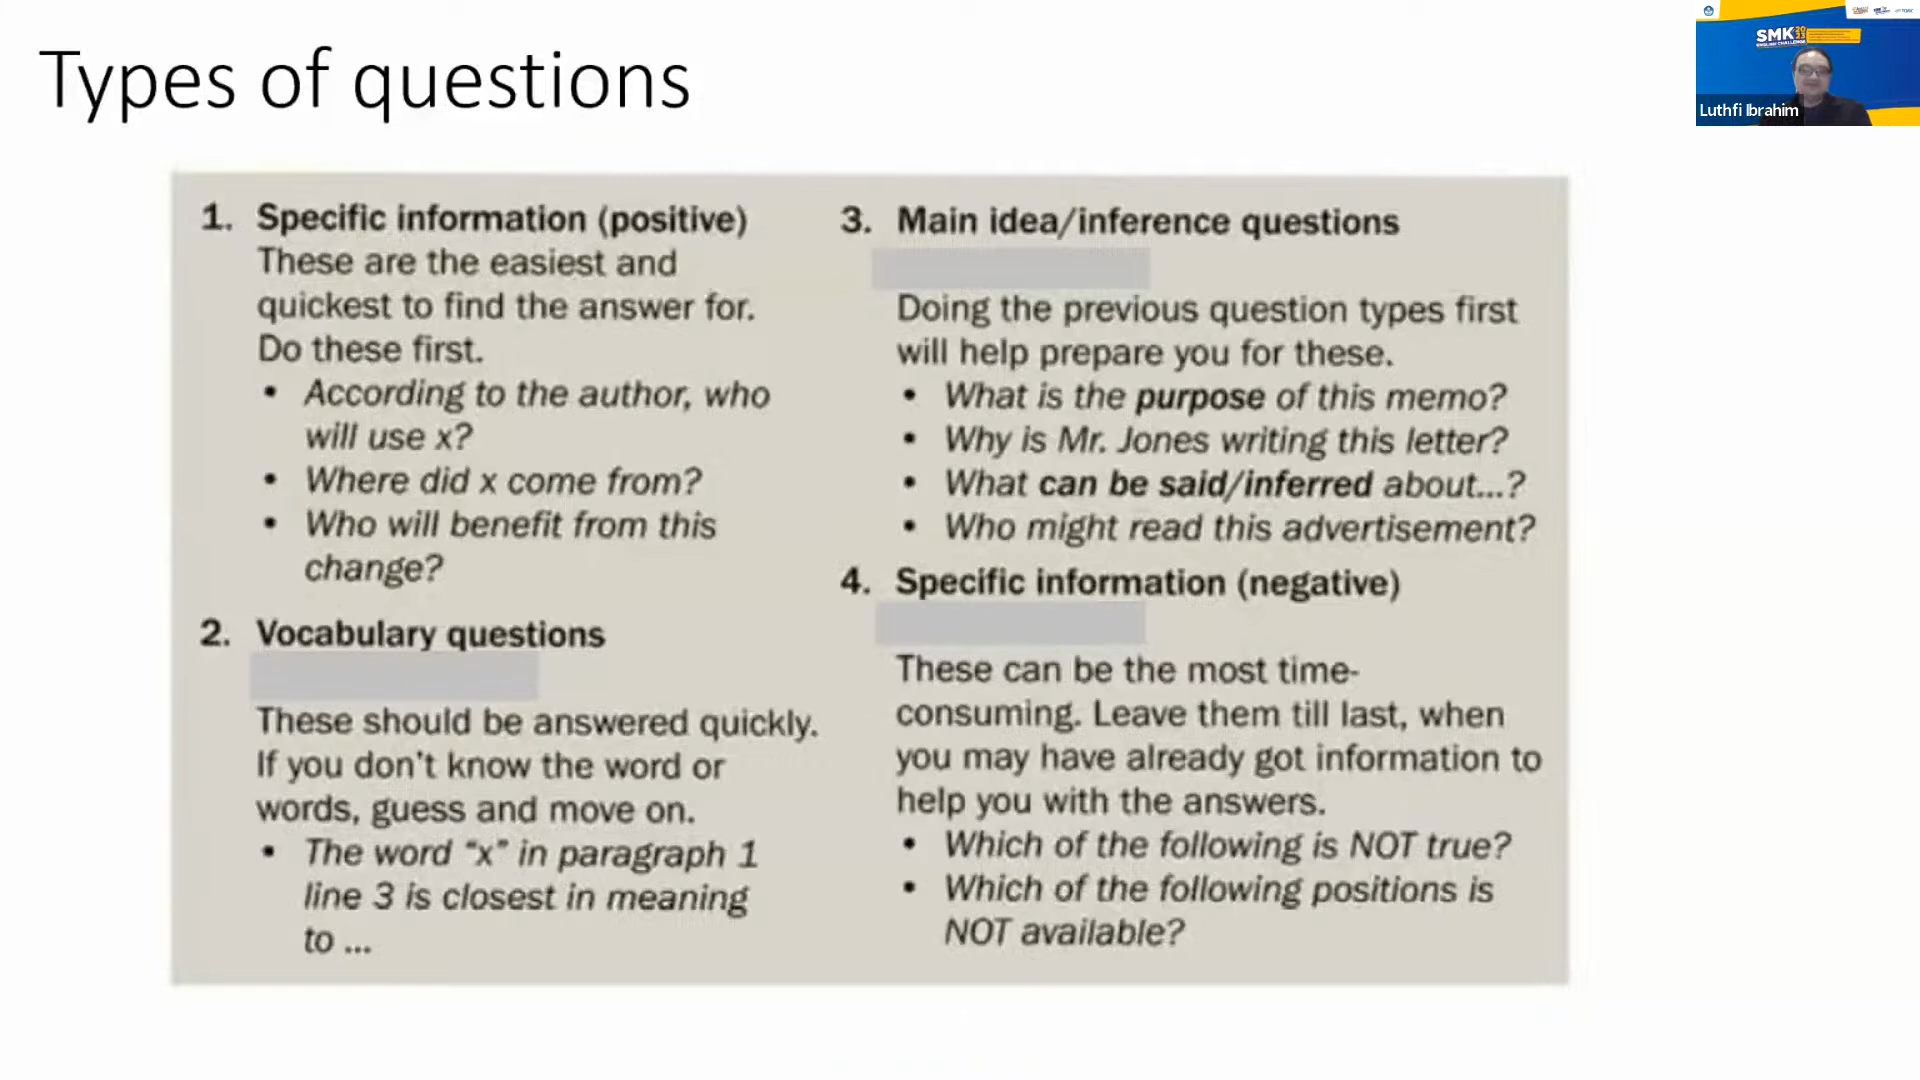 Types of questions
SMK
ENGLISH CHALLENGE
Luthfi Ibrahim
1. Specific information (positive)
These are the easiest and
quickest to find the answer for.
Do these first.
• According to the author, who
will use x?
• Where did x come from?
• Who will benefit from this
change?
2. Vocabulary questions
These should be answered quickly.
If you don't know the word or
words, guess and move on.
• The word “x” in paragraph 1
line 3 is closest in meaning
to ...
3. Main idea/inference questions
Doing the previous question types first
will help prepare you for these.
• What is the purpose of this memo?
• Why is Mr. Jones writing this letter?
• What can be said/inferred about...?
• Who might read this advertisement?
4. Specific information (negative)
These can be the most time-
consuming. Leave them till last, when
you may have already got information to
help you with the answers.
• Which of the following is NOT true?
• Which of the following positions is
NOT available?